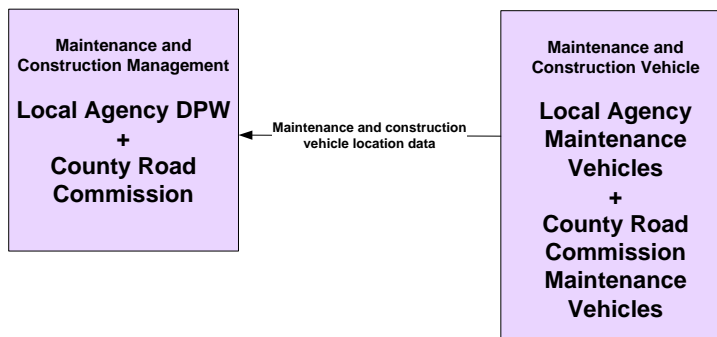 Maintenance and
Construction Management
Local Agency DPW
+
County Road
Commission
Maintenance and construction
vehicle location data
Maintenance and
Construction Vehicle
Local Agency
Maintenance
Vehicles
+
County Road
Commission
Maintenance
Vehicles